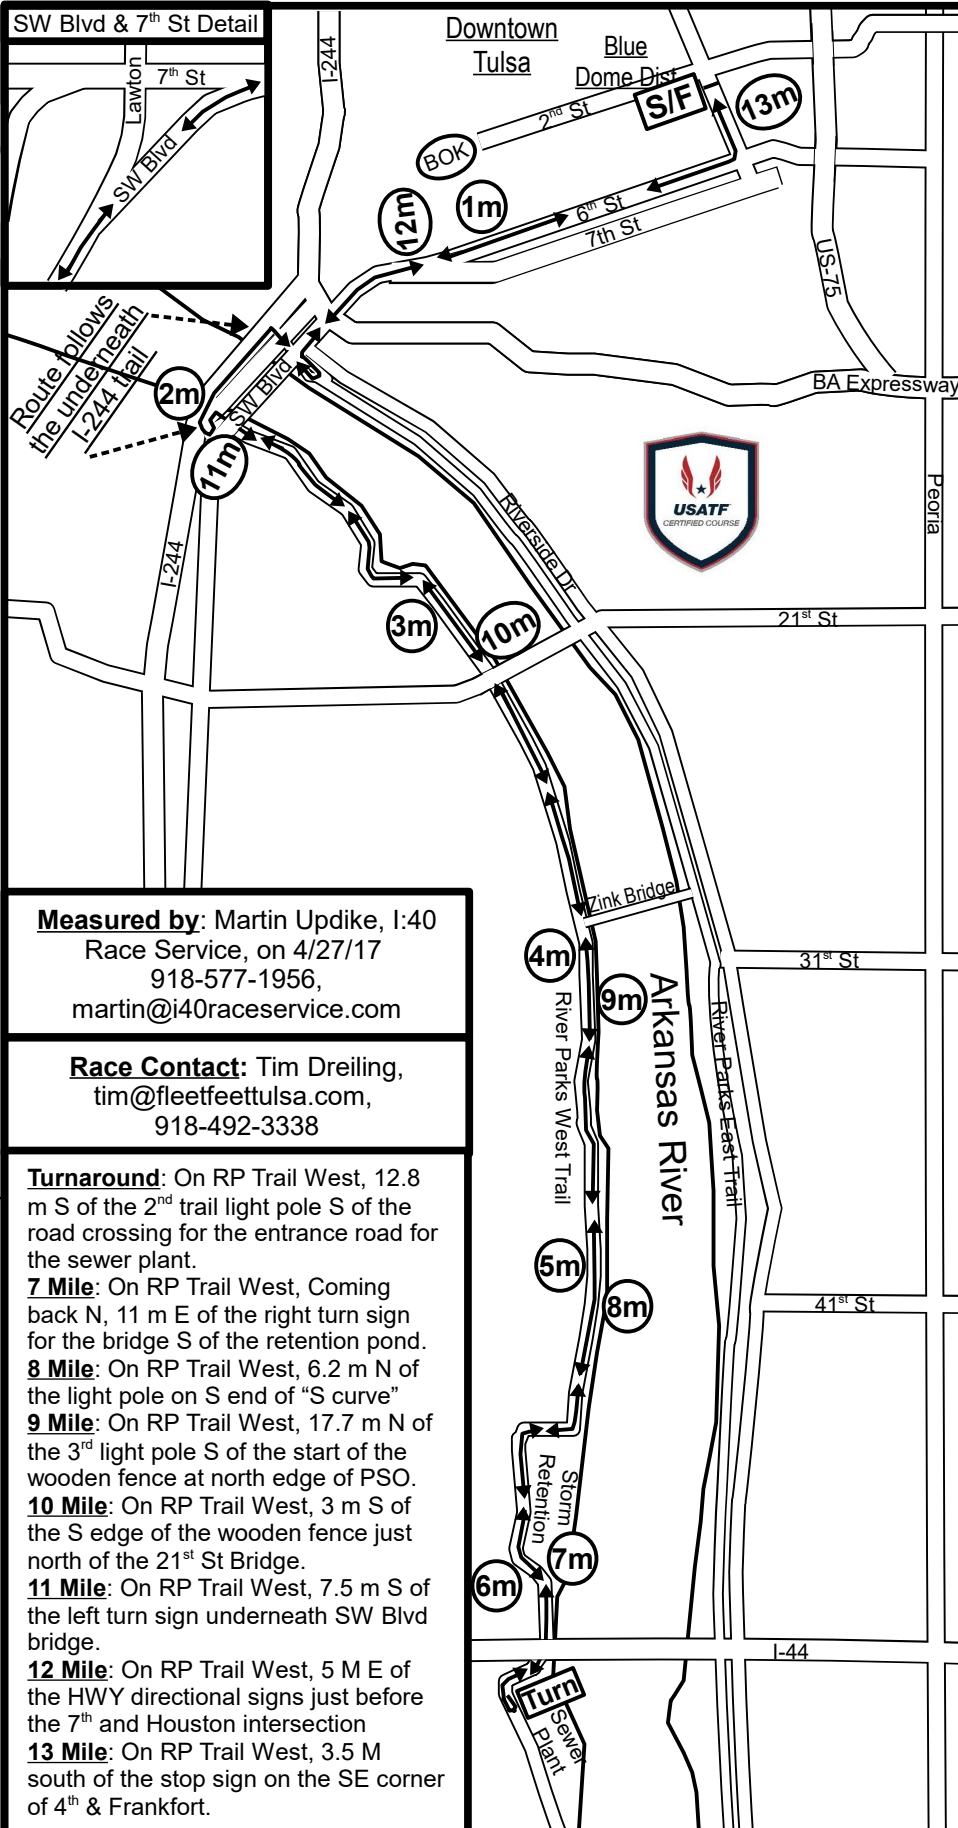 SW Blvd & 7th St Detail
Lawton
7th St
SW Blvd
I-244
Downtown
Tulsa
Blue
Dome Dist
S/F
13m
2nd St
BOK
12m
1m
6th St
7th St
US-75
Route follows
the underneath
I-244 trail
2m
SW Blvd
11m
BA Expressway
USATF
CERTIFIED COURSE
Peoria
Riverside Dr
I-244
3m
10m
21st St
Zink Bridge
Measured by: Martin Updike, I:40
Race Service, on 4/27/17
918-577-1956,
martin@i40raceservice.com
4m
9m
31st St
River Parks West Trail
Arkansas River
River Parks East Trail
Race Contact: Tim Dreiling,
tim@fleetfeettulsa.com,
918-492-3338
5m
8m
41st St
Turnaround: On RP Trail West, 12.8
m S of the 2nd trail light pole S of the
road crossing for the entrance road for
the sewer plant.
7 Mile: On RP Trail West, Coming
back N, 11 m E of the right turn sign
for the bridge S of the retention pond.
8 Mile: On RP Trail West, 6.2 m N of
the light pole on S end of “S curve”
9 Mile: On RP Trail West, 17.7 m N of
the 3rd light pole S of the start of the
wooden fence at north edge of PSO.
10 Mile: On RP Trail West, 3 m S of
the S edge of the wooden fence just
north of the 21st St Bridge.
11 Mile: On RP Trail West, 7.5 m S of
the left turn sign underneath SW Blvd
bridge.
12 Mile: On RP Trail West, 5 M E of
the HWY directional signs just before
the 7th and Houston intersection
13 Mile: On RP Trail West, 3.5 M
south of the stop sign on the SE corner
of 4th & Frankfort.
Storm
Retention
7m
6m
I-44
Turn
Sewer
Plant